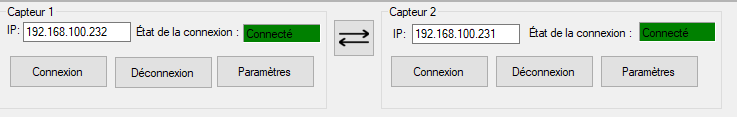 Capteur 1
IP: 192.168.100.232 État de la connexion : Connecté
Connexion Déconnexion Paramètres
Capteur 2
IP: 192.168.100.231 État de la connexion : Connecté
Connexion Déconnexion Paramètres